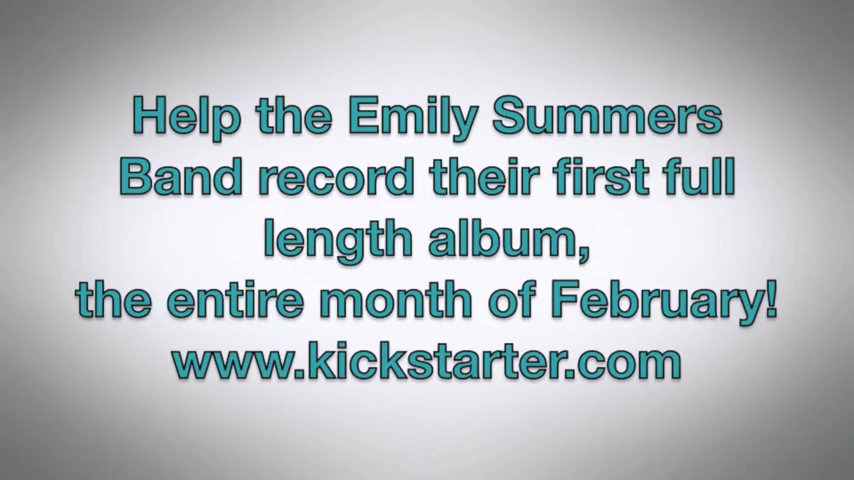 Help the Emily Summers
Band record their first full
length album,
the entire month of February!
www.kickstarter.com